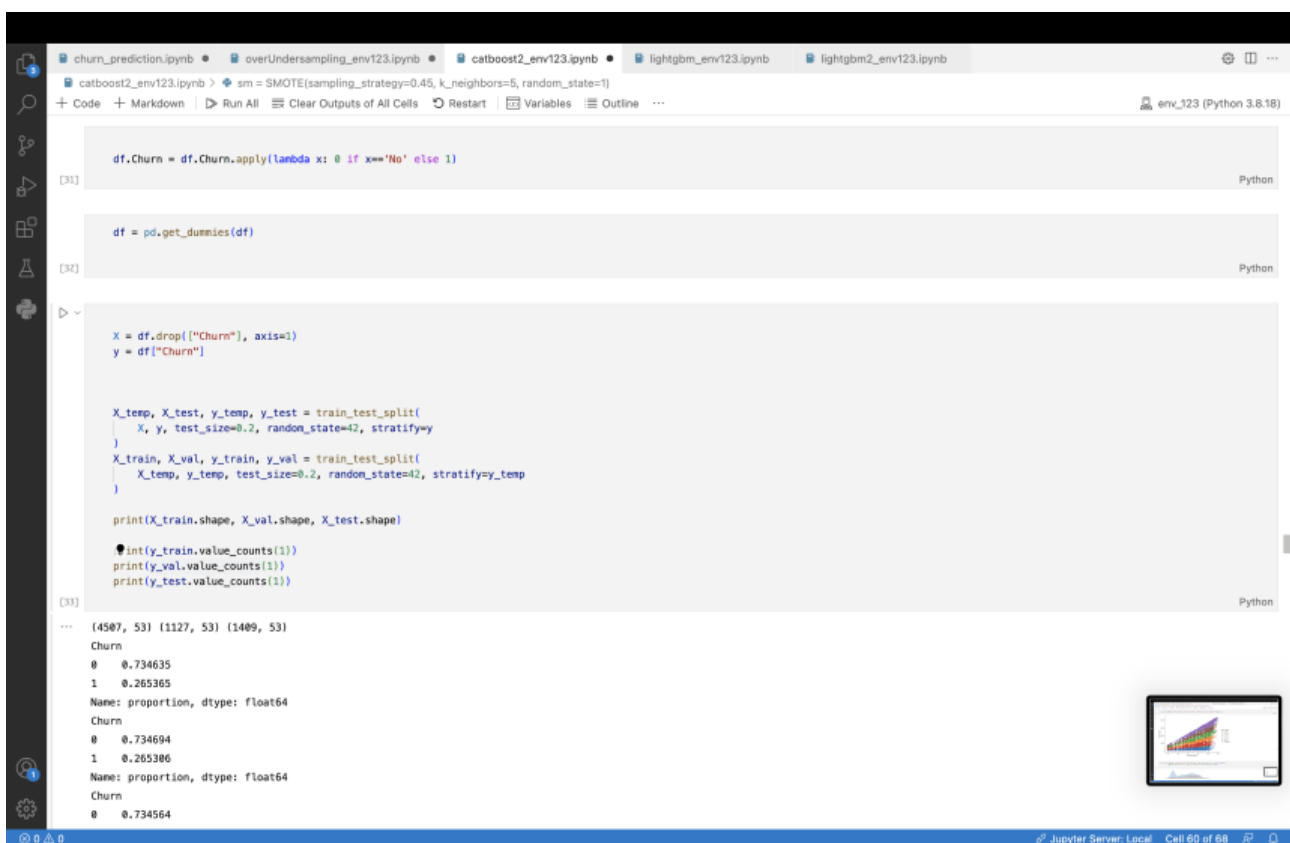 churn_prediction.ipynb ● overUndersampling_env123.ipynb ● catboost2_env123.ipynb ● lightgbm_env123.ipynb lightgbm2_env123.ipynb ···
catboost2_env123.ipynb > sm = SMOTE(sampling_strategy=0.45, k_neighbors=5, random_state=1)
+ Code + Markdown | Run All Clear Outputs of All Cells Restart | Variables Outline ··· env_123 (Python 3.8.18)
3
df.Churn = df.Churn.apply(lambda x: 0 if x=='No' else 1)
[31] Python
df = pd.get_dummies(df)
[32] Python
X = df.drop(["Churn"], axis=1)
y = df["Churn"]
X_temp, X_test, y_temp, y_test = train_test_split(
X, y, test_size=0.2, random_state=42, stratify=y
)
X_train, X_val, y_train, y_val = train_test_split(
X_temp, y_temp, test_size=0.2, random_state=42, stratify=y_temp
)
print(X_train.shape, X_val.shape, X_test.shape)
int(y_train.value_counts(1))
print(y_val.value_counts(1))
print(y_test.value_counts(1))
[33] Python
··· (4507, 53) (1127, 53) (1409, 53)
Churn
0 0.734635
1 0.265365
Name: proportion, dtype: float64
Churn
0 0.734694
1 0.265306
Name: proportion, dtype: float64
Churn
0 0.734564
1
0 0 Jupyter Server: Local Cell 60 of 68